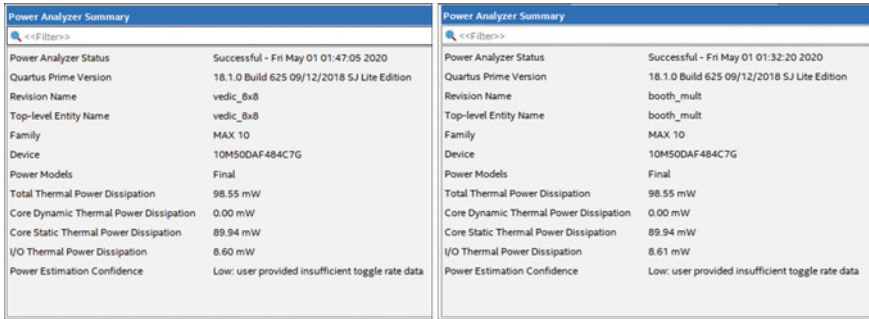 Power Analyzer Summary
<<Filter>>
Power Analyzer Status Successful - Fri May 01 01:47:05 2020
Quartus Prime Version 18.1.0 Build 625 09/12/2018 SJ Lite Edition
Revision Name vedic_8x8
Top-level Entity Name vedic_8x8
Family MAX 10
Device 10M50DAF484C7G
Power Models Final
Total Thermal Power Dissipation 98.55 mW
Core Dynamic Thermal Power Dissipation 0.00 mW
Core Static Thermal Power Dissipation 89.94 mW
I/O Thermal Power Dissipation 8.60 mW
Power Estimation Confidence Low: user provided insufficient toggle rate data
Power Analyzer Summary
<<Filter>>
Power Analyzer Status Successful - Fri May 01 01:32:20 2020
Quartus Prime Version 18.1.0 Build 625 09/12/2018 SJ Lite Edition
Revision Name booth_mult
Top-level Entity Name booth_mult
Family MAX 10
Device 10M50DAF484C7G
Power Models Final
Total Thermal Power Dissipation 98.55 mW
Core Dynamic Thermal Power Dissipation 0.00 mW
Core Static Thermal Power Dissipation 89.94 mW
I/O Thermal Power Dissipation 8.61 mW
Power Estimation Confidence Low: user provided insufficient toggle rate data